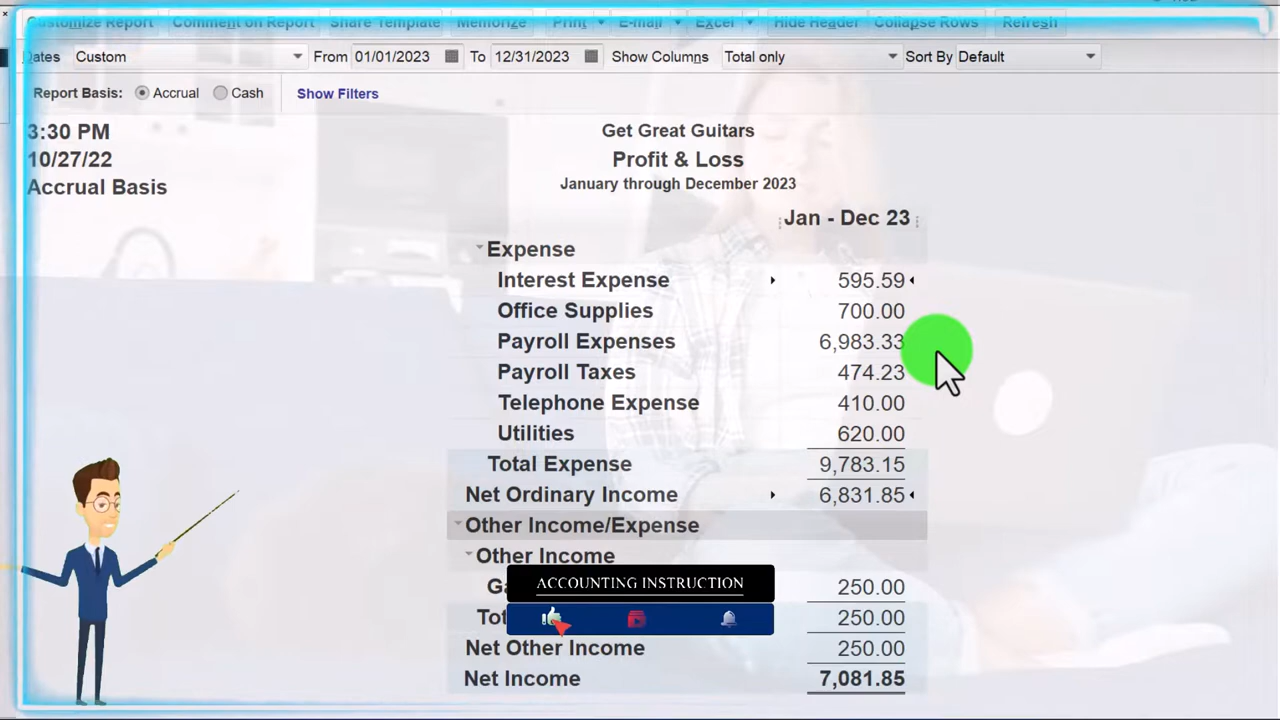 Customize Report Comment on Report Share Template Memorize Print E-mail Excel Hide Header Collapse Rows Refresh
Dates Custom From 01/01/2023 To 12/31/2023 Show Columns Total only Sort By Default
Report Basis: Accrual Cash Show Filters
3:30 PM
10/27/22
Accrual Basis
Get Great Guitars
Profit & Loss
January through December 2023
Jan - Dec 23
Expense
Interest Expense 595.59
Office Supplies 700.00
Payroll Expenses 6,983.33
Payroll Taxes 474.23
Telephone Expense 410.00
Utilities 620.00
Total Expense 9,783.15
Net Ordinary Income 6,831.85
Other Income/Expense
Other Income
250.00
250.00
ACCOUNTING INSTRUCTION
Net Other Income 250.00
Net Income 7,081.85